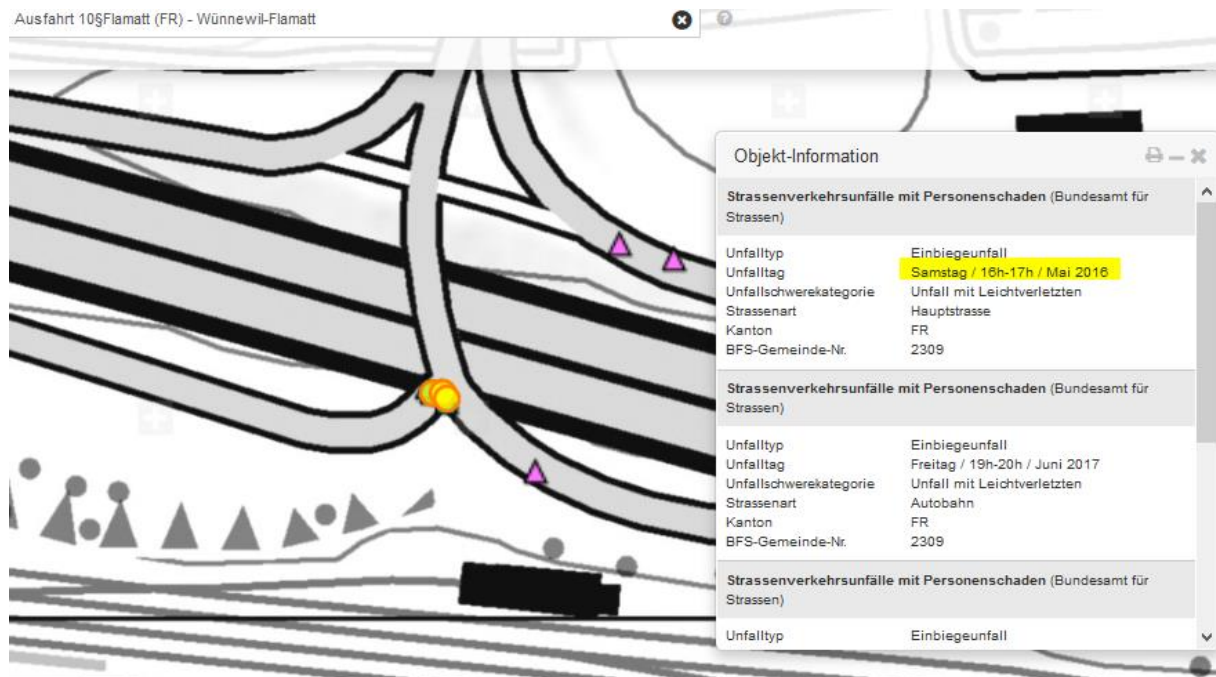 Ausfahrt 10§Flamatt (FR) - Wünnewil-Flamatt
Objekt-Information
Strassenverkehrsunfälle mit Personenschaden (Bundesamt für
Strassen)
Unfalltyp Einbiegeunfall
Unfalltag Samstag / 16h-17h / Mai 2016
Unfallschwerekategorie Unfall mit Leichtverletzten
Strassenart Hauptstrasse
Kanton FR
BFS-Gemeinde-Nr. 2309
Strassenverkehrsunfälle mit Personenschaden (Bundesamt für
Strassen)
Unfalltyp Einbiegeunfall
Unfalltag Freitag / 19h-20h / Juni 2017
Unfallschwerekategorie Unfall mit Leichtverletzten
Strassenart Autobahn
Kanton FR
BFS-Gemeinde-Nr. 2309
Strassenverkehrsunfälle mit Personenschaden (Bundesamt für
Strassen)
Unfalltyp Einbiegeunfall